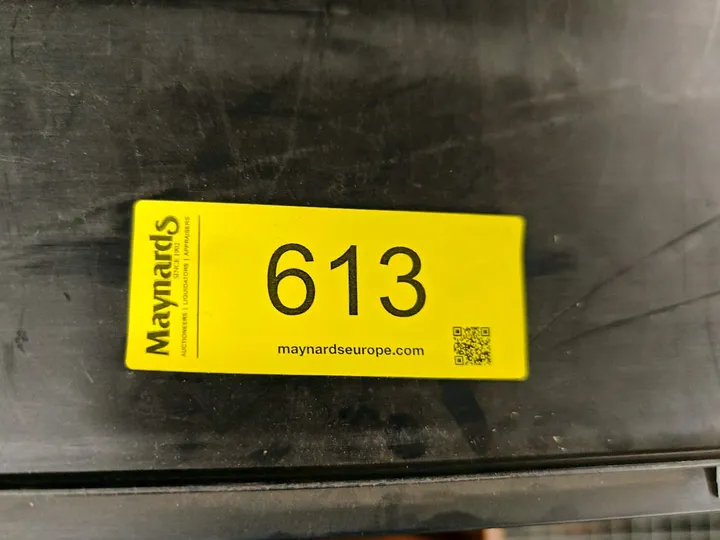 Maynards
SINCE 1902
AUCTIONEERS | LIQUIDATORS | APPRAISERS
613
maynardseurope.com